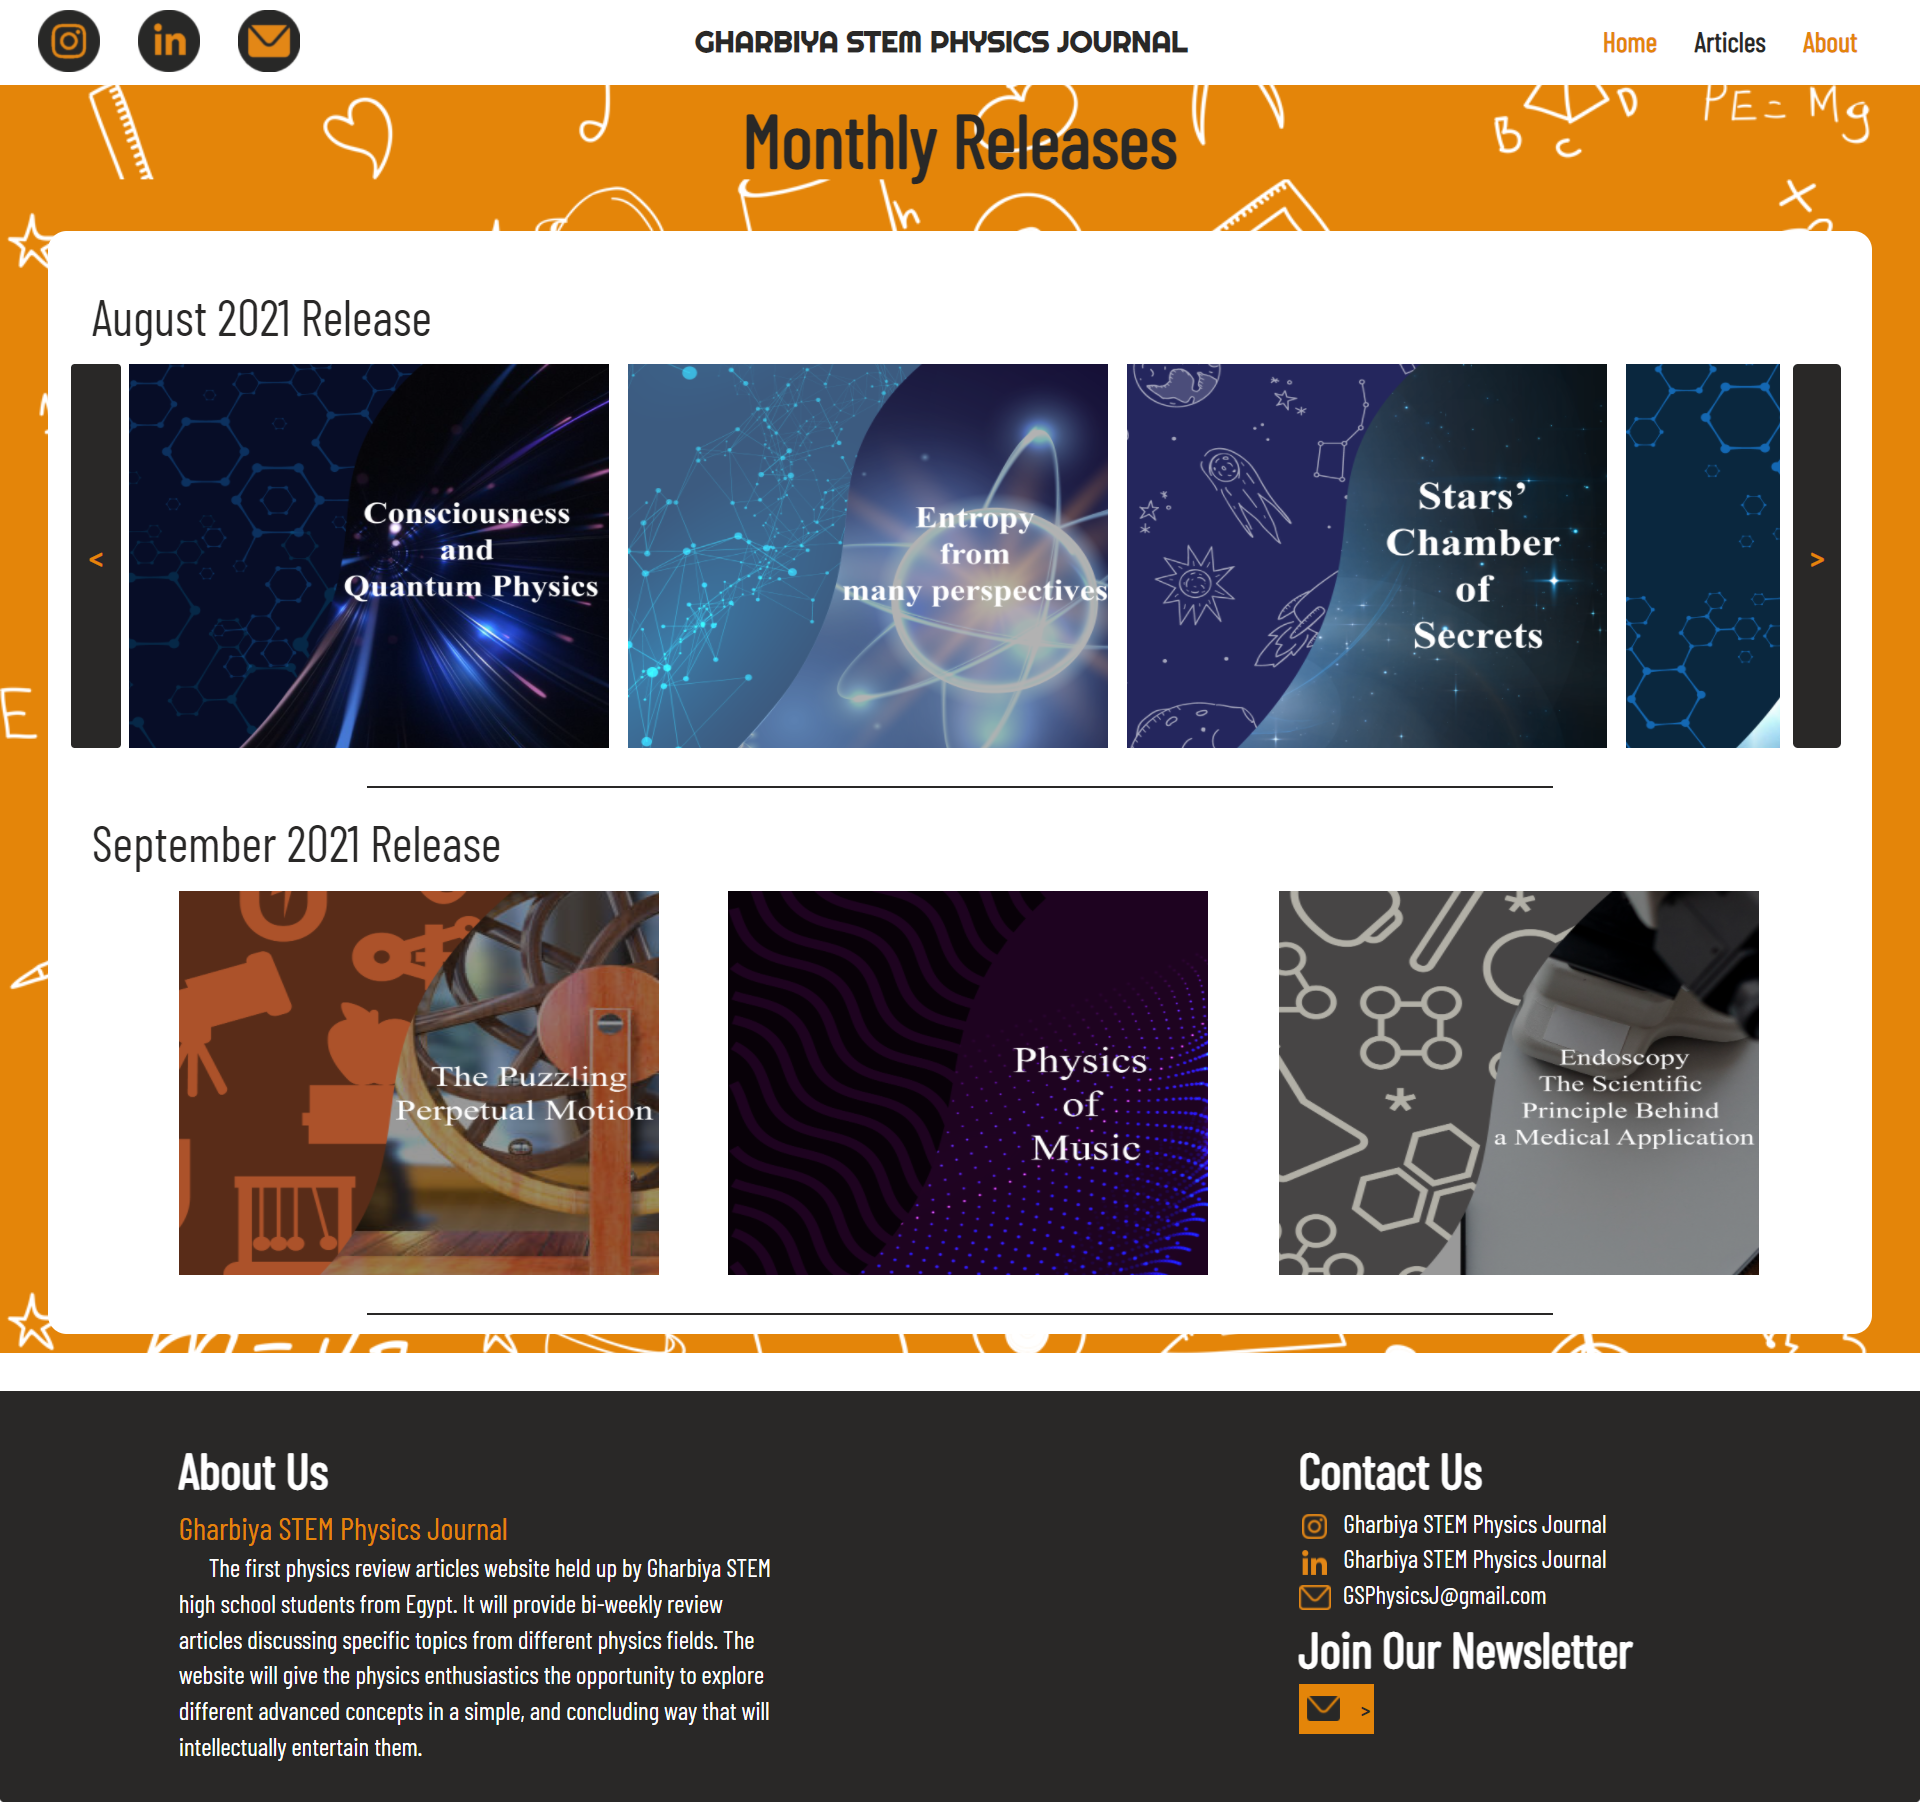 GHARBIYA STEM PHYSICS JOURNAL
Home Articles About
PE = Mg
B C D
Monthly Releases
h
x
August 2021 Release
<
Consciousness
and
Quantum Physics
Entropy
from
many perspectives
Stars’
Chamber
of
Secrets
>
E
September 2021 Release
The Puzzling
Perpetual Motion
Physics
of
Music
Endoscopy
The Scientific
Principle Behind
a Medical Application
About Us
Gharbiya STEM Physics Journal
The first physics review articles website held up by Gharbiya STEM
high school students from Egypt. It will provide bi-weekly review
articles discussing specific topics from different physics fields. The
website will give the physics enthusiastics the opportunity to explore
different advanced concepts in a simple, and concluding way that will
intellectually entertain them.
Contact Us
Gharbiya STEM Physics Journal
in Gharbiya STEM Physics Journal
GSPhysicsJ@gmail.com
Join Our Newsletter
>